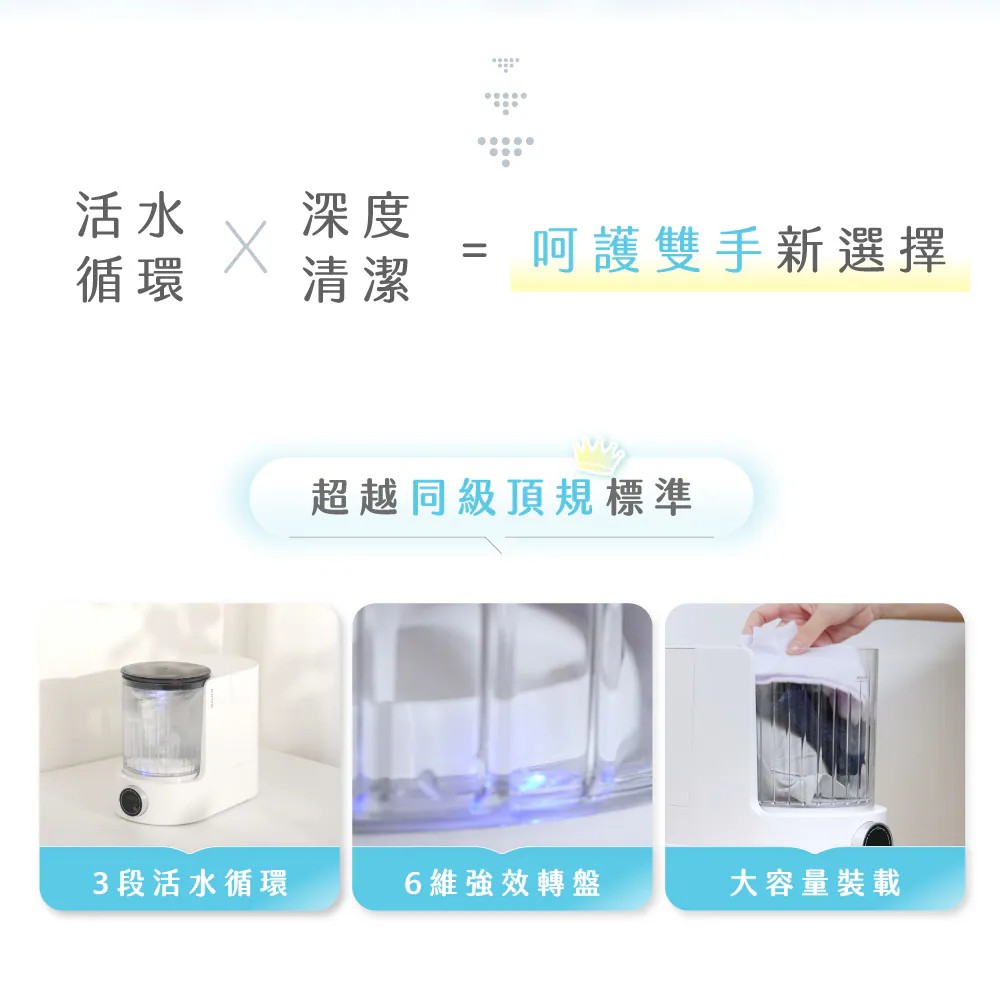 活水 深度
循環 × 清潔 = 呵護雙手新選擇
超越同級頂規標準
3段活水循環
6維強效轉盤
大容量裝載